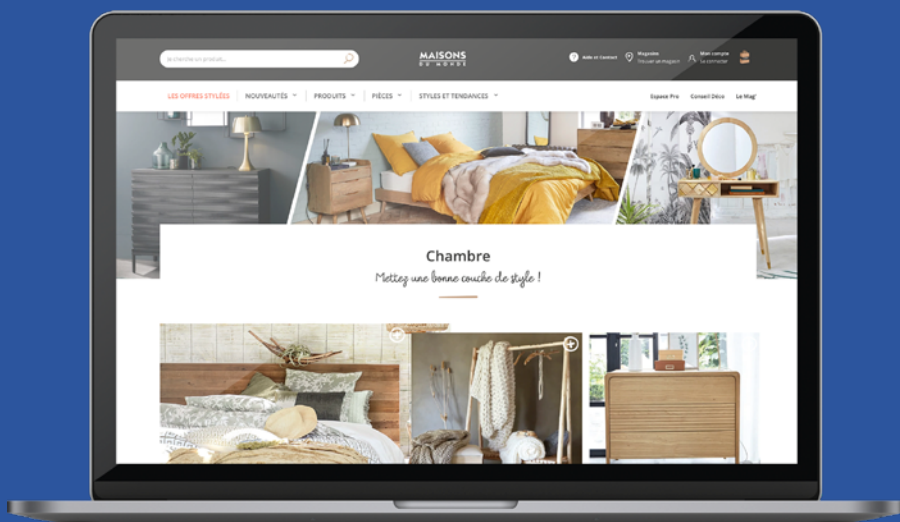 Je cherche un produit...
MAISONS
DU MONDE
Aide et Contact
Magasins
Trouver un magasin
Mon compte
Se connecter
LES OFFRES STYLÉES
NOUVEAUTÉS
PRODUITS
PIÈCES
STYLES ET TENDANCES
Espace Pro
Conseil Déco
Le Mag'
Chambre
Mettez une bonne couche de style !